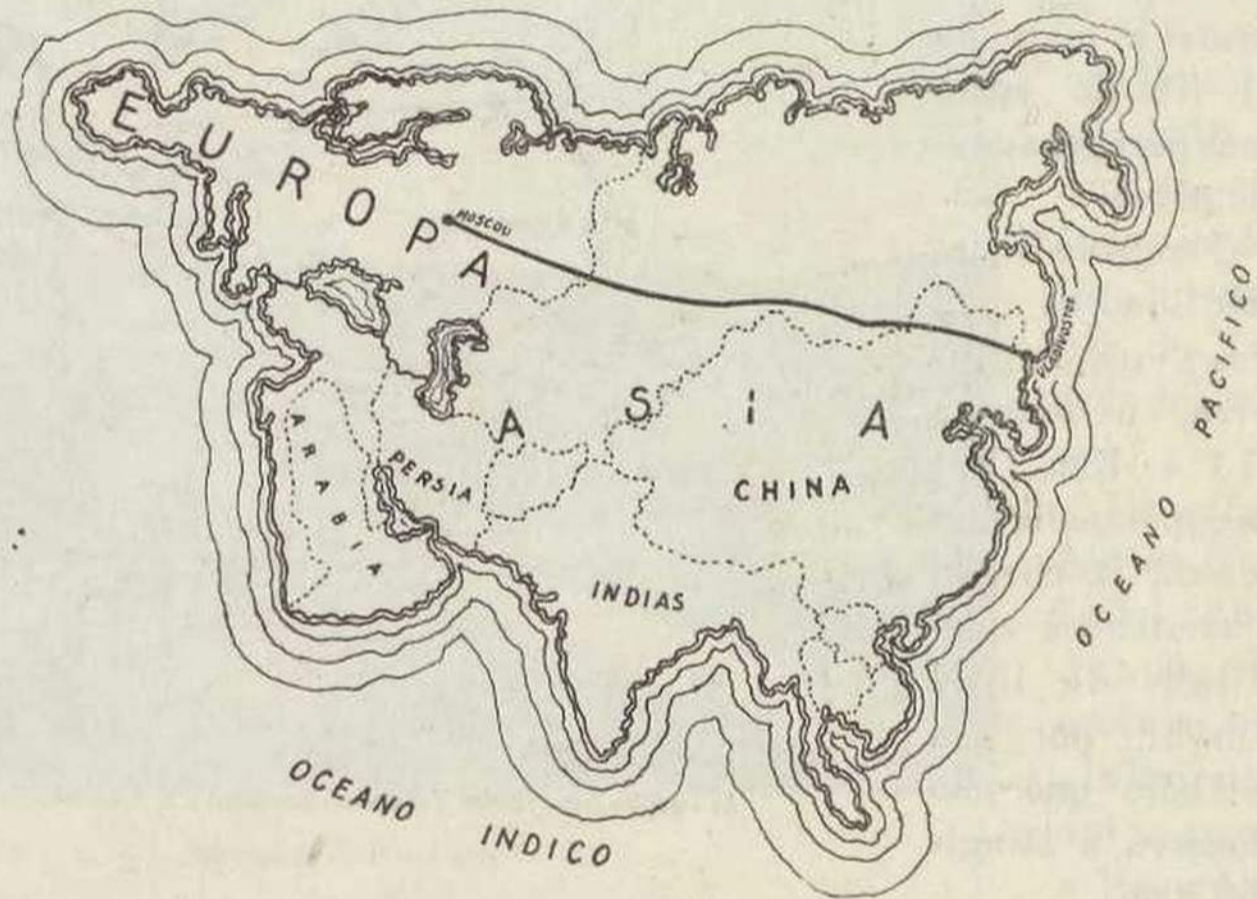 EUROPA
MOSCOU
VLADIVOSTOK
ASiA
ARABIA
PERSIA
CHINA
INDIAS
OCEANO PACIFICO
OCEANO INDICO